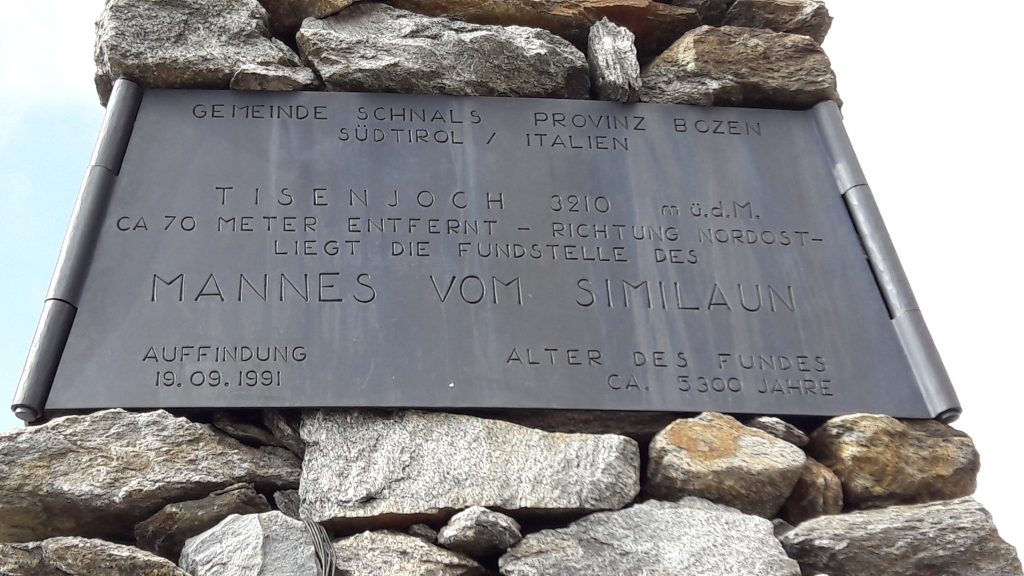 GEMEINDE SCHNALS PROVINZ BOZEN
SÜDTIROL / ITALIEN
TISENJOCH 3210 m ü.d.M.
CA 70 METER ENTFERNT - RICHTUNG NORDOST-
LIEGT DIE FUNDSTELLE DES
MANNES VOM SIMILAUN
AUFFINDUNG
19.09.1991
ALTER DES FUNDES
CA. 5300 JAHRE